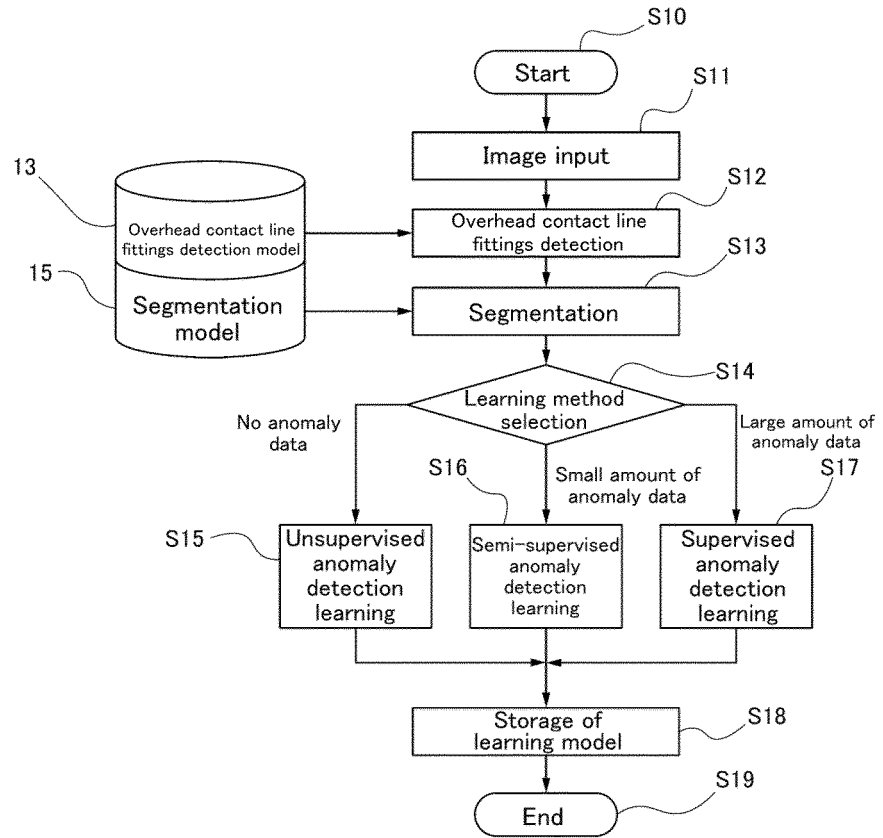 S10
Start
S11
Image input
13
S12
Overhead contact line
fittings detection model
Overhead contact line
fittings detection
15
S13
Segmentation
model
Segmentation
S14
Learning method
selection
No anomaly
data
Small amount of
anomaly data
Large amount of
anomaly data
S15
Unsupervised
anomaly
detection
learning
S16
Semi-supervised
anomaly
detection
learning
S17
Supervised
anomaly
detection
learning
Storage of
learning model
S18
End
S19